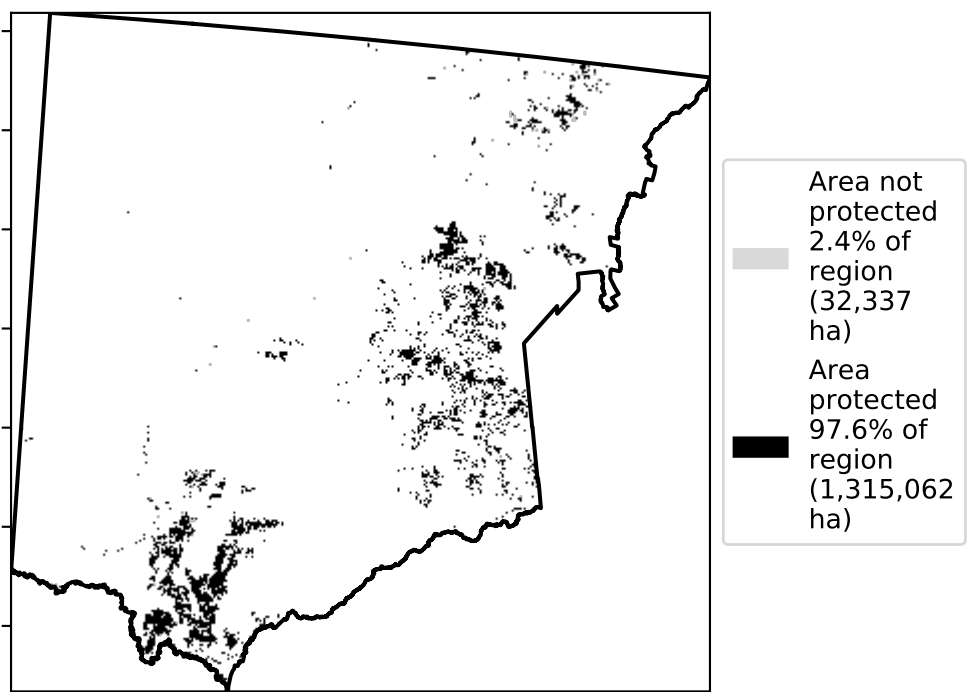 Area not
protected
2.4% of
region
(32,337
ha)
Area
protected
97.6% of
region
(1,315,062
ha)